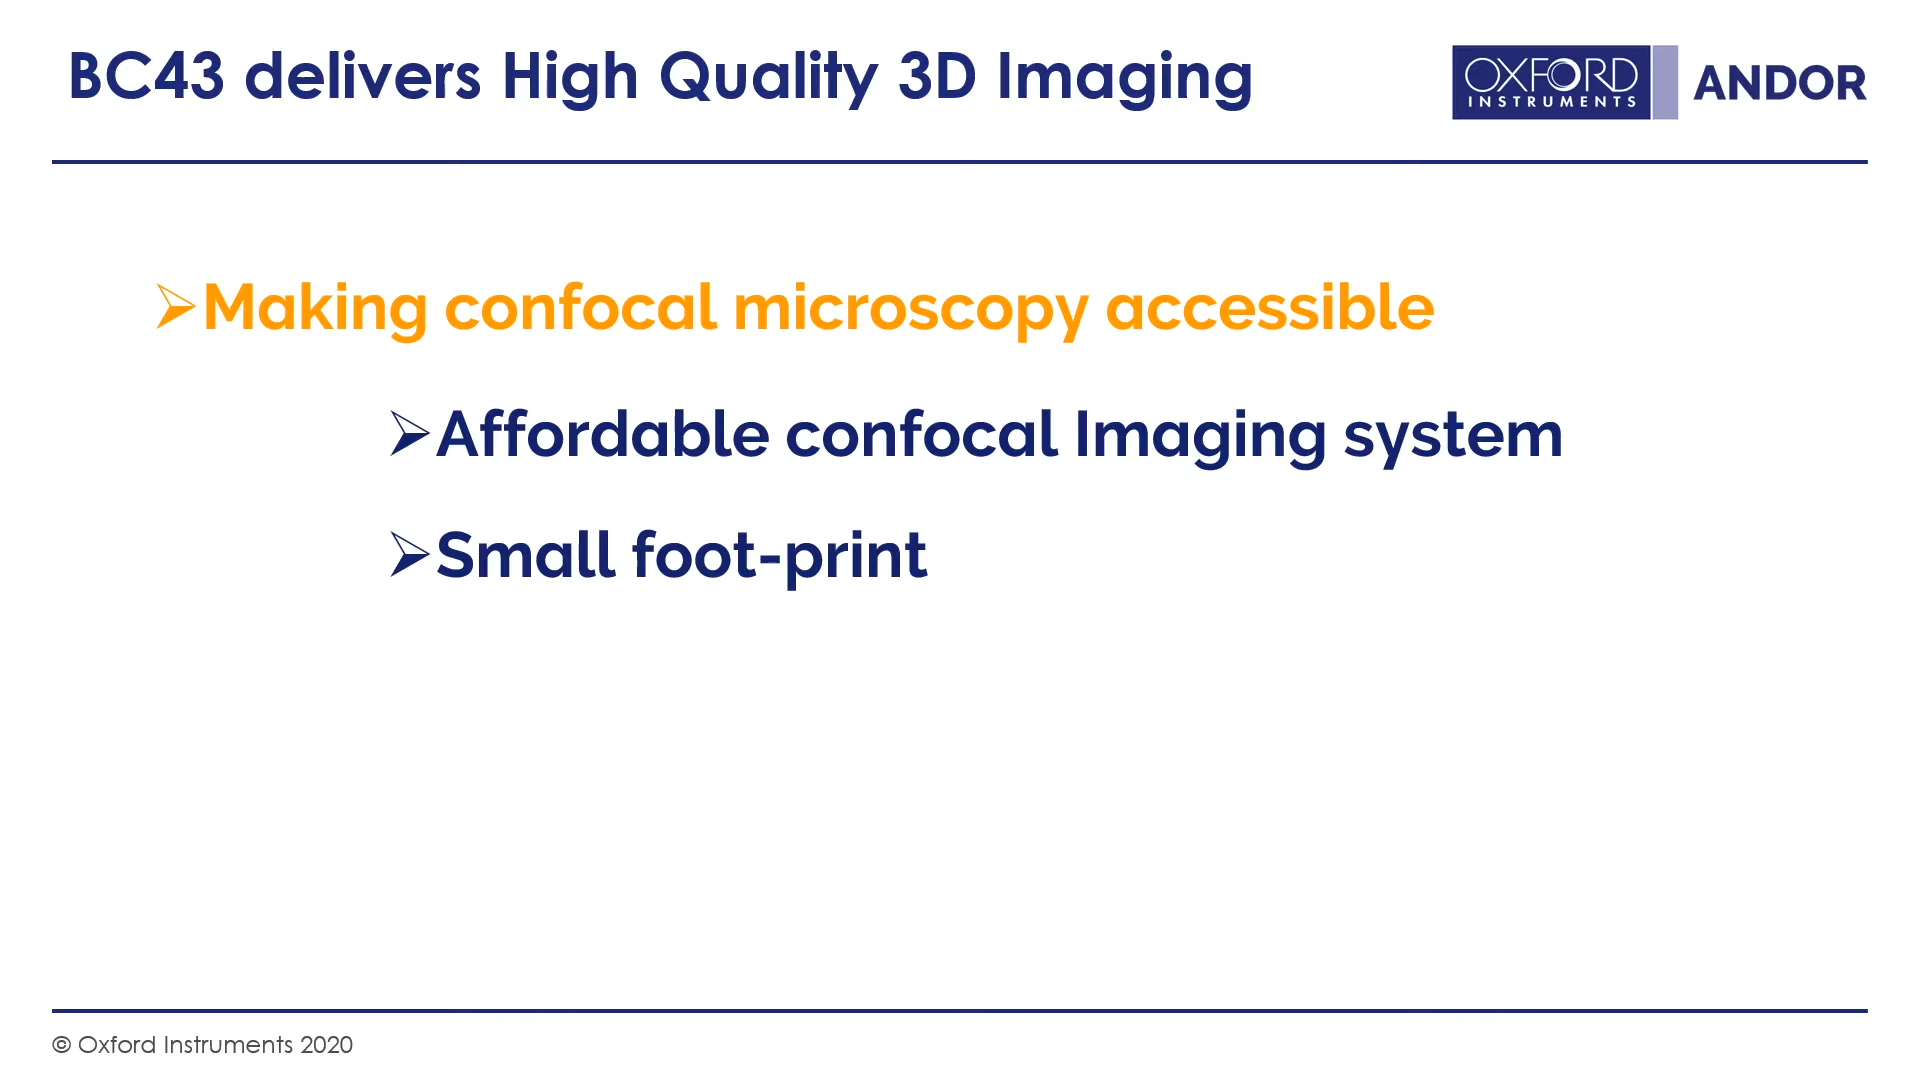 BC43 delivers High Quality 3D Imaging
OXFORD
INSTRUMENTS
ANDOR
➢Making confocal microscopy accessible
➢Affordable confocal Imaging system
➢Small foot-print
© Oxford Instruments 2020